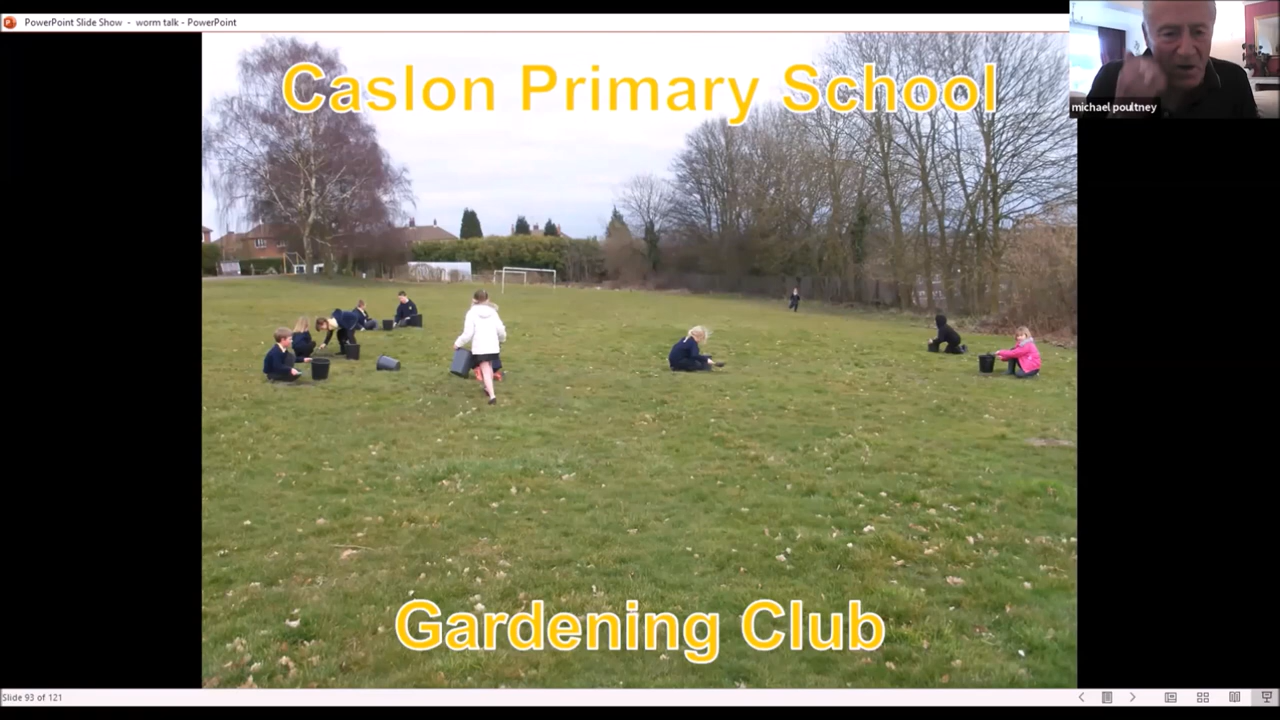 PowerPoint Slide Show - worm talk - PowerPoint
Caslon Primary School
michael poultney
Gardening Club
Slide 93 of 121